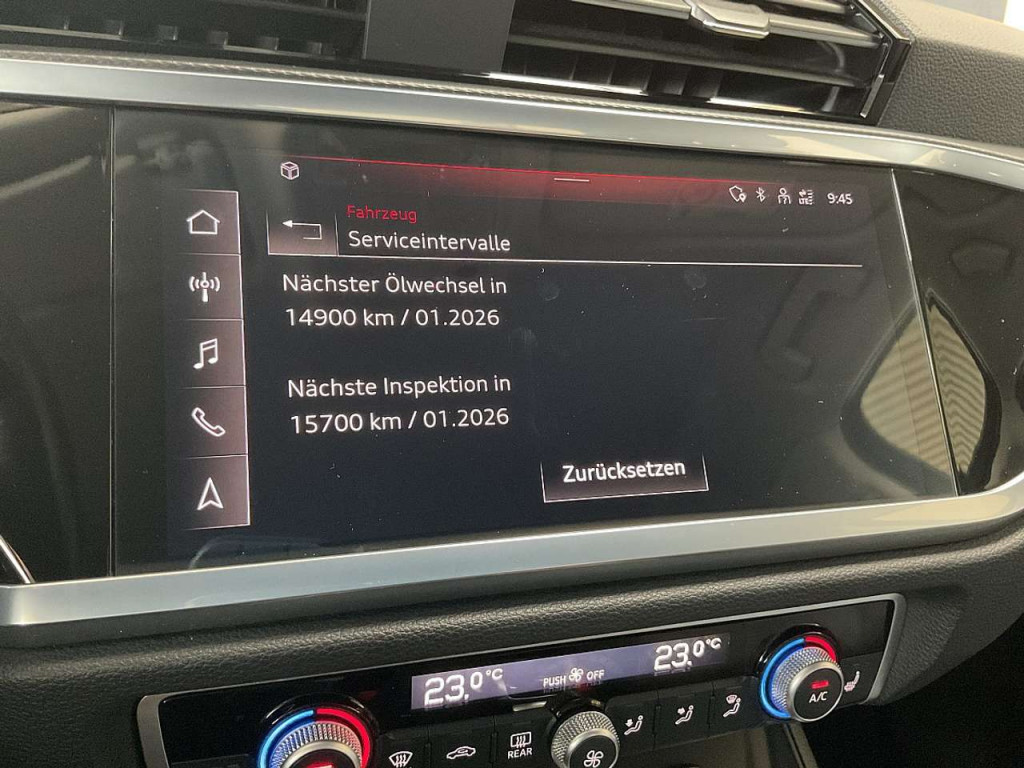 9:45
Fahrzeug
Serviceintervalle
Nächster Ölwechsel in
14900 km / 01.2026
Nächste Inspektion in
15700 km / 01.2026
Zurücksetzen
23.0°C
PUSH OFF
23.0°C
A/C
REAR